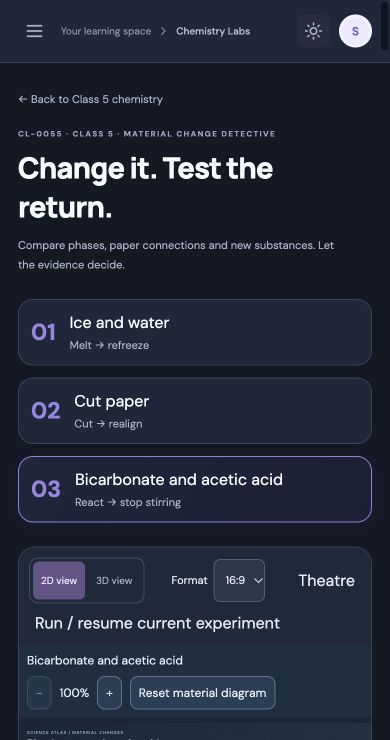 Your learning space > Chemistry Labs S
← Back to Class 5 chemistry
CL-0055 · CLASS 5 · MATERIAL CHANGE DETECTIVE
Change it. Test the
return.
Compare phases, paper connections and new substances. Let
the evidence decide.
01 Ice and water
Melt → refreeze
02 Cut paper
Cut → realign
03 Bicarbonate and acetic acid
React → stop stirring
2D view 3D view Format 16:9 Theatre
Run / resume current experiment
Bicarbonate and acetic acid
− 100% + Reset material diagram
SCIENCE ATLAS / MATERIAL CHANGES